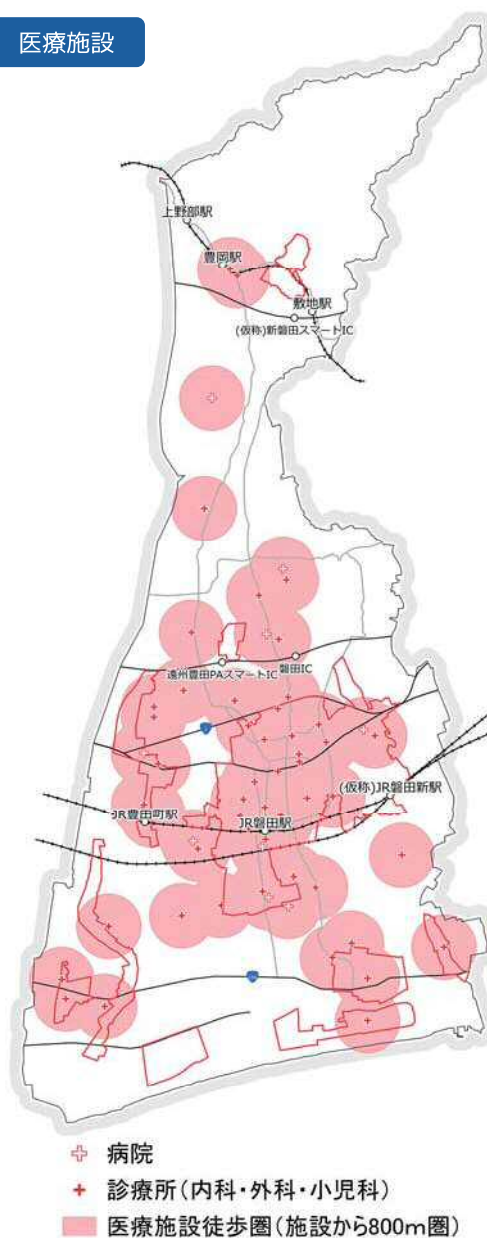 医療施設
上野部駅
豊岡駅
敷地駅
(仮称)新磐田スマートIC
遠州豊田PAスマートIC
磐田IC
(仮称)JR磐田新駅
JR豊田町駅
JR磐田駅
病院
診療所(内科・外科・小児科)
医療施設徒歩圏(施設から800m圏)